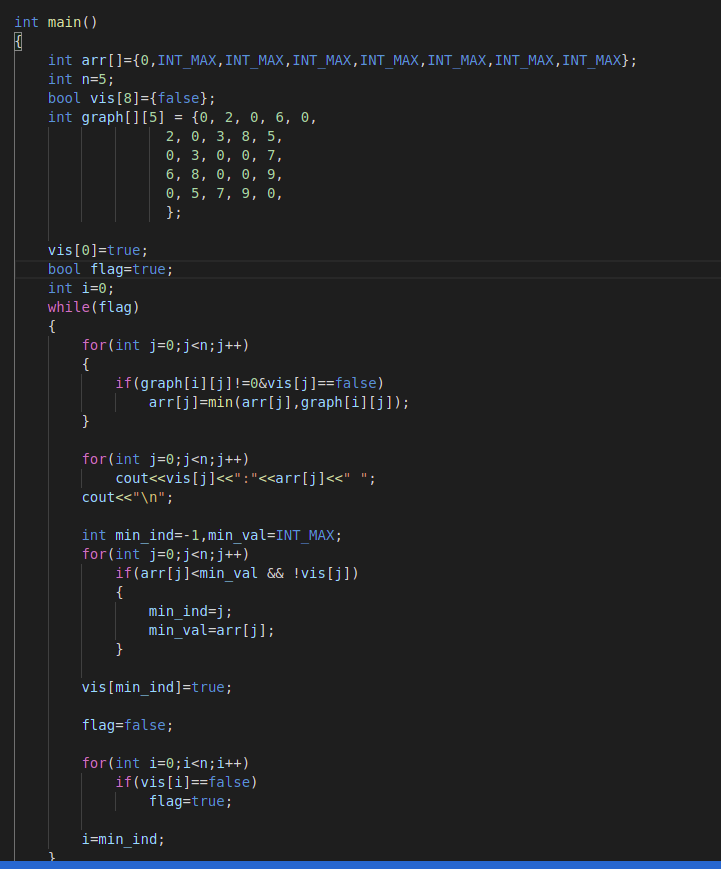 int main()
{
    int arr[]={0,INT_MAX,INT_MAX,INT_MAX,INT_MAX,INT_MAX,INT_MAX,INT_MAX};
    int n=5;
    bool vis[8]={false};
    int graph[][5] = {0, 2, 0, 6, 0,
                  2, 0, 3, 8, 5,
                  0, 3, 0, 0, 7,
                  6, 8, 0, 0, 9,
                  0, 5, 7, 9, 0,
                  };
    vis[0]=true;
    bool flag=true;
    int i=0;
    while(flag)
    {
        for(int j=0;j<n;j++)
        {
            if(graph[i][j]!=0&vis[j]==false)
                arr[j]=min(arr[j],graph[i][j]);
        }
        for(int j=0;j<n;j++)
            cout<<vis[j]<<":"<<arr[j]<<" ";
        cout<<"\n";
        int min_ind=-1,min_val=INT_MAX;
        for(int j=0;j<n;j++)
            if(arr[j]<min_val && !vis[j])
            {
                min_ind=j;
                min_val=arr[j];
            }
        vis[min_ind]=true;
        flag=false;
        for(int i=0;i<n;i++)
            if(vis[i]==false)
                flag=true;
        i=min_ind;
    }